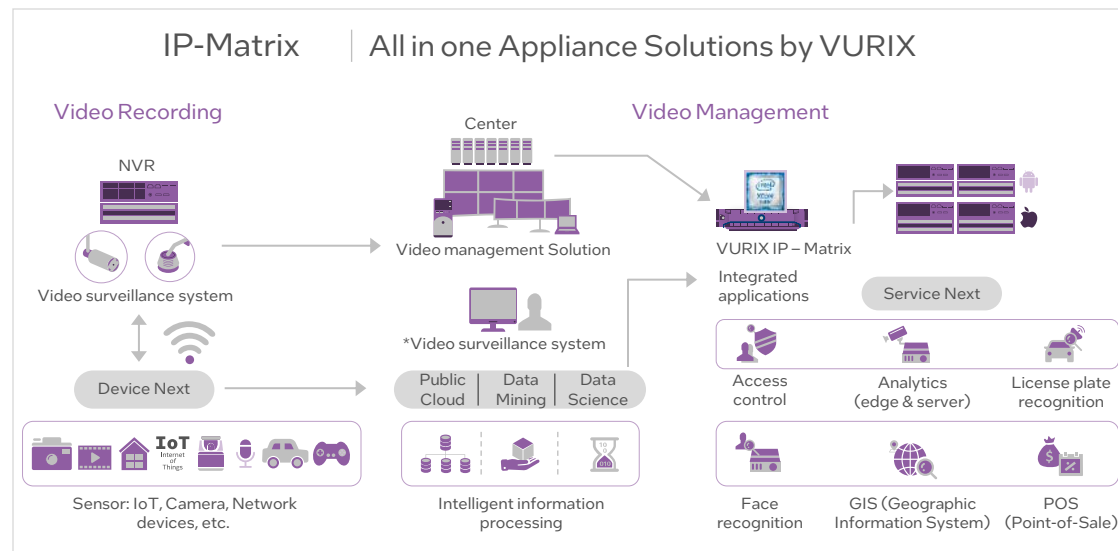 IP-Matrix
All in one Appliance Solutions by VURIX
Video Recording
Video Management
NVR
Video surveillance system
Center
Video management Solution
VURIX IP – Matrix
Integrated
applications
Service Next
*Video surveillance system
Device Next
Public
Cloud
Data
Mining
Data
Science
IoT
Internet
of
Things
Sensor: IoT, Camera, Network
devices, etc.
Intelligent information
processing
Access
control
Analytics
(edge & server)
License plate
recognition
Face
recognition
GIS (Geographic
Information System)
POS
(Point-of-Sale)